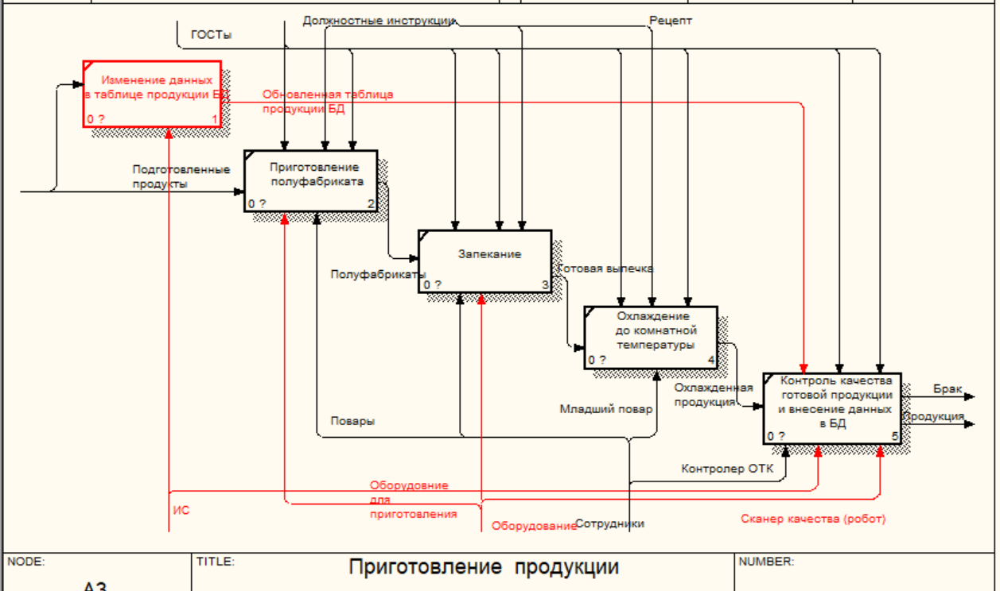 Должностные инструкции
Рецепт
ГОСТы
Изменение данных
в таблице продукции БД
0 ?
1
Обновленная таблица
продукции БД
Подготовленные
продукты
Приготовление
полуфабриката
0 ?
2
Запекание
0 ?
3
Полуфабрикаты
Готовая выпечка
Охлаждение
до комнатной
температуры
0 ?
4
Охлажденная
продукция
Контроль качества
готовой продукции
и внесение данных
в БД
0 ?
5
Брак
Продукция
Младший повар
Повары
Контролер ОТК
Оборудовние
для
приготовления
ИС
Оборудование
Сотрудники
Сканер качества (робот)
NODE:
TITLE:
Приготовление продукции
NUMBER:
A3